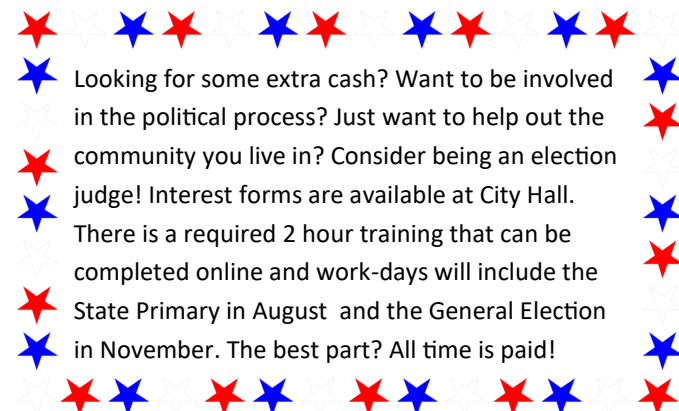 Looking for some extra cash? Want to be involved
in the political process? Just want to help out the
community you live in? Consider being an election
judge! Interest forms are available at City Hall.
There is a required 2 hour training that can be
completed online and work-days will include the
State Primary in August  and the General Election
in November. The best part? All time is paid!